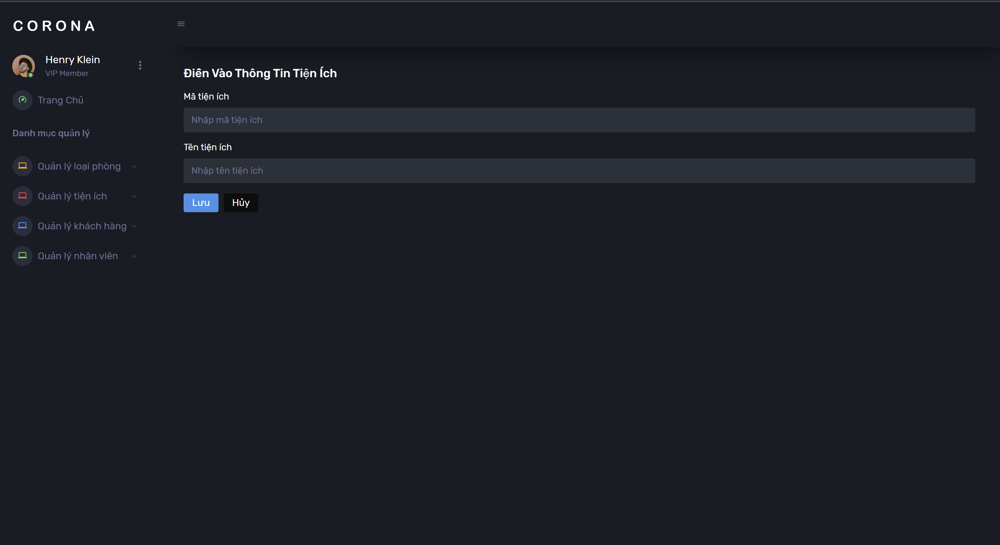 CORONA
Henry Klein
VIP Member
Trang Chủ
Danh mục quản lý
Quản lý loại phòng
Quản lý tiện ích
Quản lý khách hàng
Quản lý nhân viên
Điên Vào Thông Tin Tiện Ích
Mã tiện ích
Nhập mã tiện ích
Tên tiện ích
Nhập tên tiện ích
Lưu
Hủy